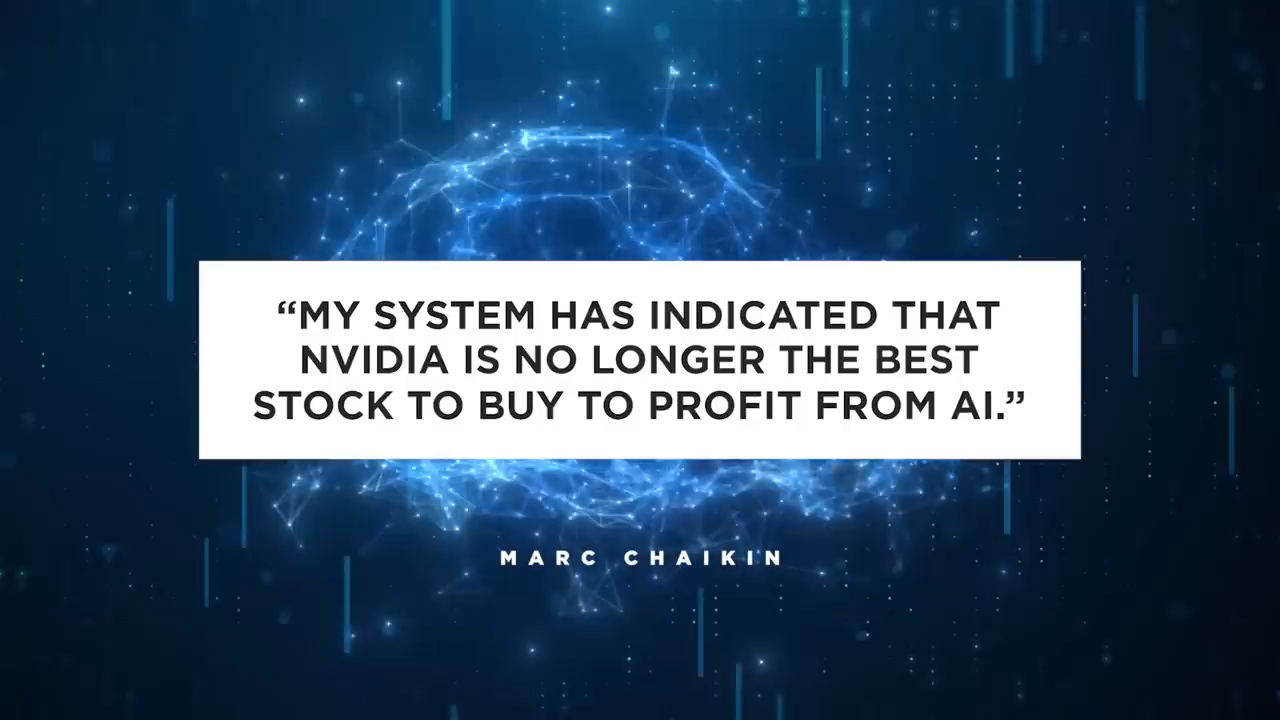 “MY SYSTEM HAS INDICATED THAT
NVIDIA IS NO LONGER THE BEST
STOCK TO BUY TO PROFIT FROM AI.”
MARC CHAIKIN